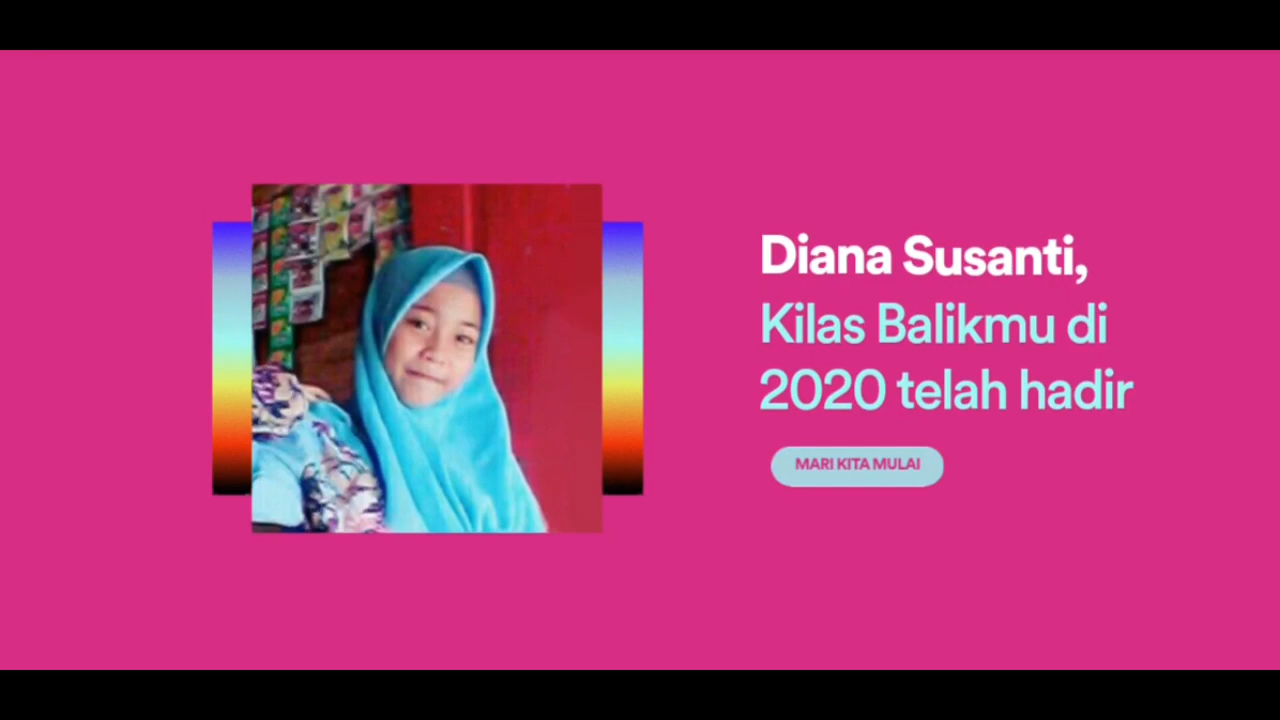 Diana Susanti,
Kilas Balikmu di
2020 telah hadir
MARI KITA MULAI